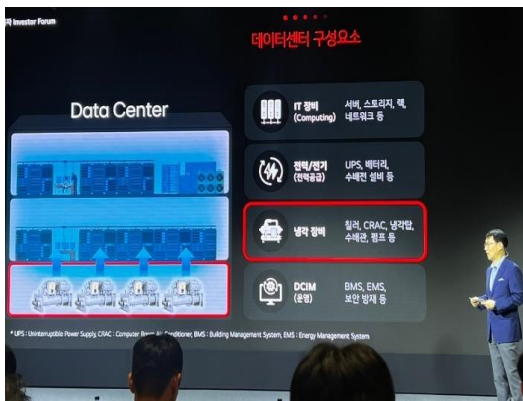 Investor Forum
데이터센터 구성요소
Data Center
IT 장비
(Computing)
서버, 스토리지, 랙,
네트워크 등
전력/전기
(전력공급)
UPS, 배터리,
수배전 설비 등
냉각 장비
칠러, CRAC, 냉각탑,
수배관, 펌프 등
DCIM
(운영)
BMS, EMS,
보안 방재 등
* UPS : Uninterruptible Power Supply, CRAC : Computer Room Air Conditioner, BMS : Building Management System, EMS : Energy Management System